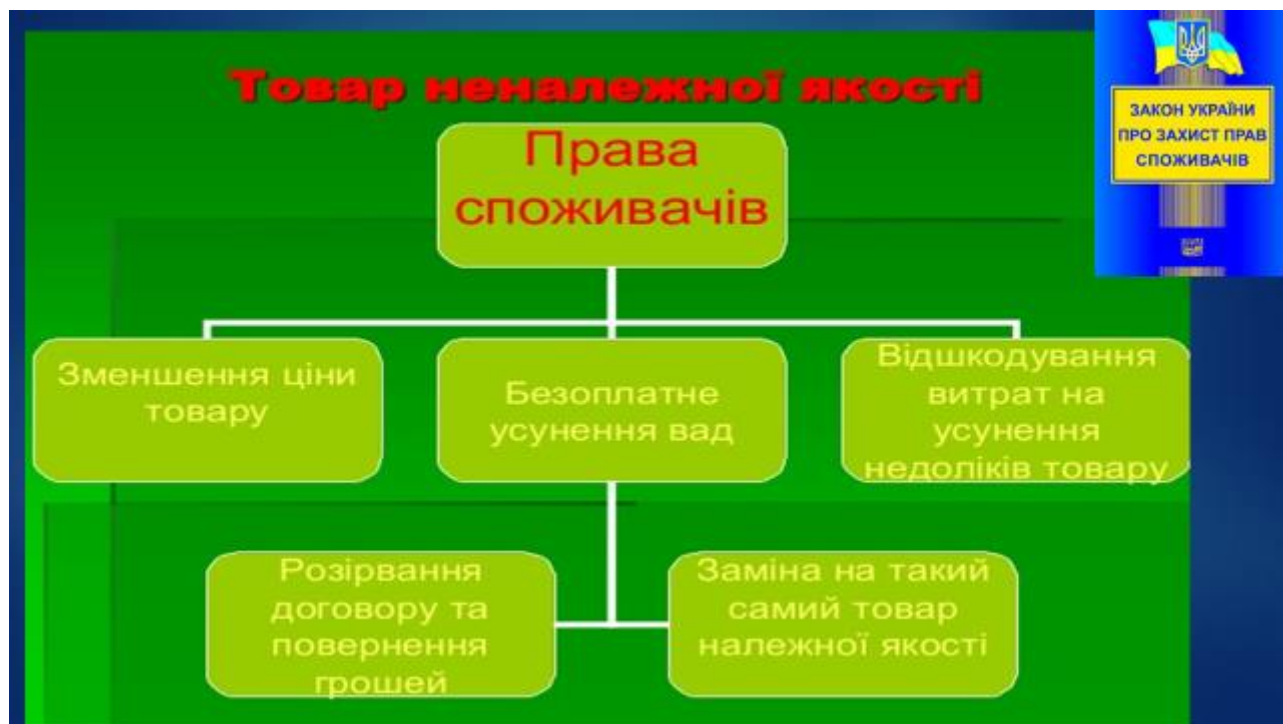 Товар неналежної якості
ЗАКОН УКРАЇНИ
ПРО ЗАХИСТ ПРАВ
СПОЖИВАЧІВ
Права
споживачів
Зменшення ціни
товару
Безоплатне
усунення вад
Відшкодування
витрат на
усунення
недоліків товару
Розірвання
договору та
повернення
грошей
Заміна на такий
самий товар
належної якості